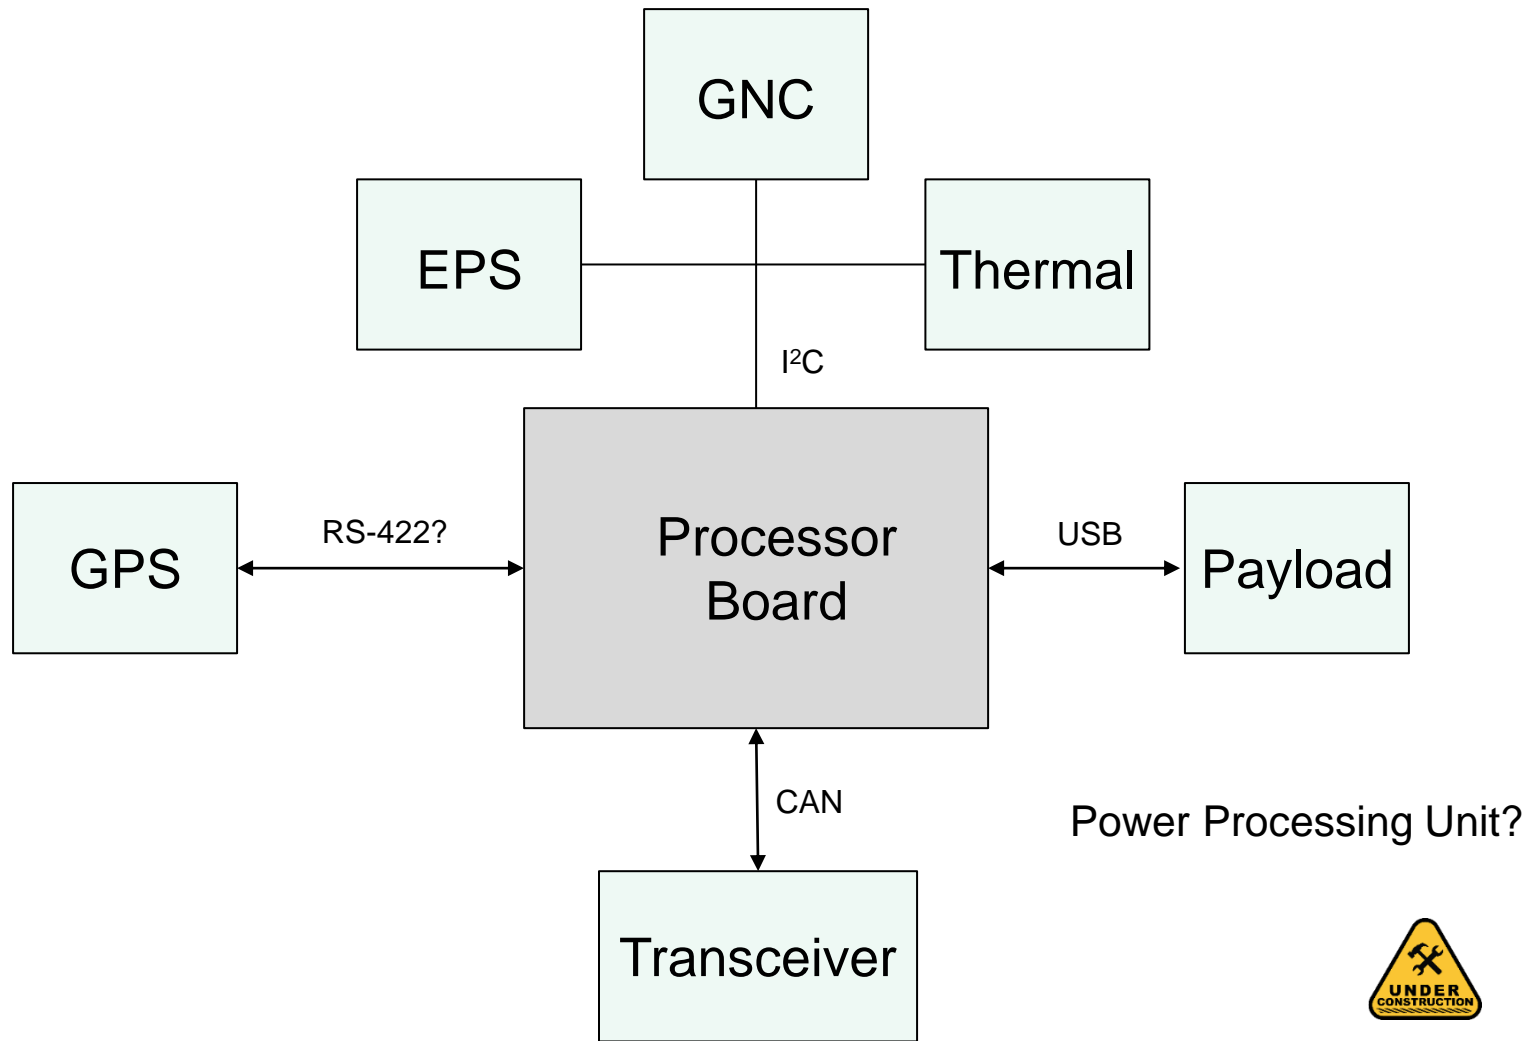 GNC
EPS
Thermal
I²C
GPS
RS-422?
Processor
Board
USB
Payload
CAN
Power Processing Unit?
Transceiver
UNDER
CONSTRUCTION